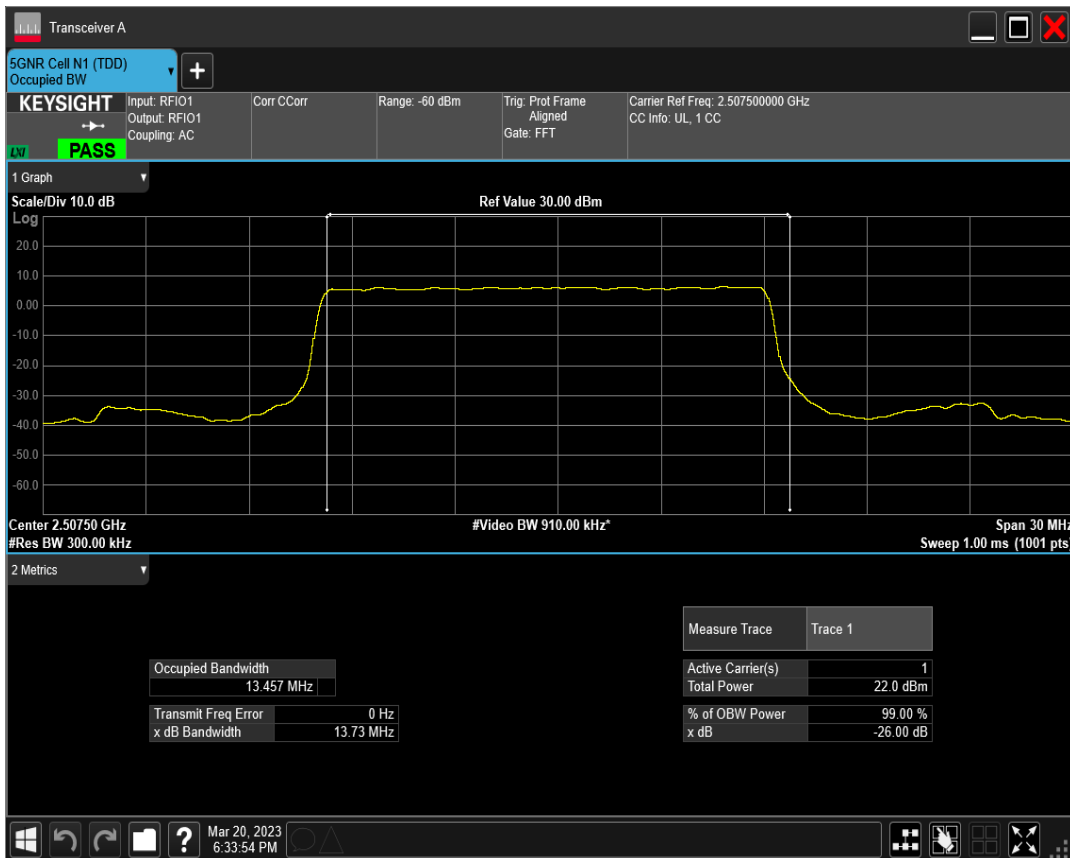 Transceiver A
5GNR Cell N1 (TDD)
Occupied BW
KEYSIGHT
LXI
PASS
Input: RFIO1
Output: RFIO1
Coupling: AC
Corr CCorr
Range: -60 dBm
Trig: Prot Frame
Aligned
Gate: FFT
Carrier Ref Freq: 2.507500000 GHz
CC Info: UL, 1 CC
1 Graph
Scale/Div 10.0 dB
Ref Value 30.00 dBm
Log
20.0
10.0
0.00
-10.0
-20.0
-30.0
-40.0
-50.0
-60.0
Center 2.50750 GHz
#Video BW 910.00 kHz*
Span 30 MHz
#Res BW 300.00 kHz
Sweep 1.00 ms (1001 pts)
2 Metrics
Measure Trace Trace 1
Occupied Bandwidth
13.457 MHz
Active Carrier(s) 1
Total Power 22.0 dBm
Transmit Freq Error 0 Hz
x dB Bandwidth 13.73 MHz
% of OBW Power 99.00 %
x dB -26.00 dB
?
Mar 20, 2023
6:33:54 PM